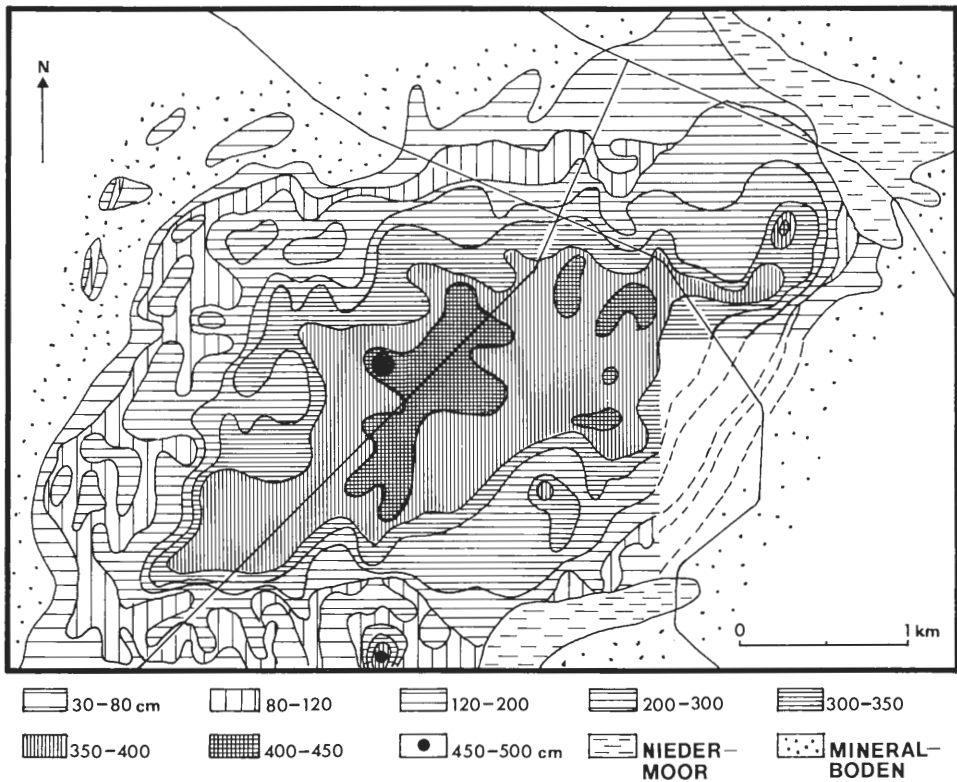 N
0 1 km
30–80 cm 80–120 120–200 200–300 300–350
350–400 400–450 450–500 cm NIEDER– MINERAL–
MOOR BODEN